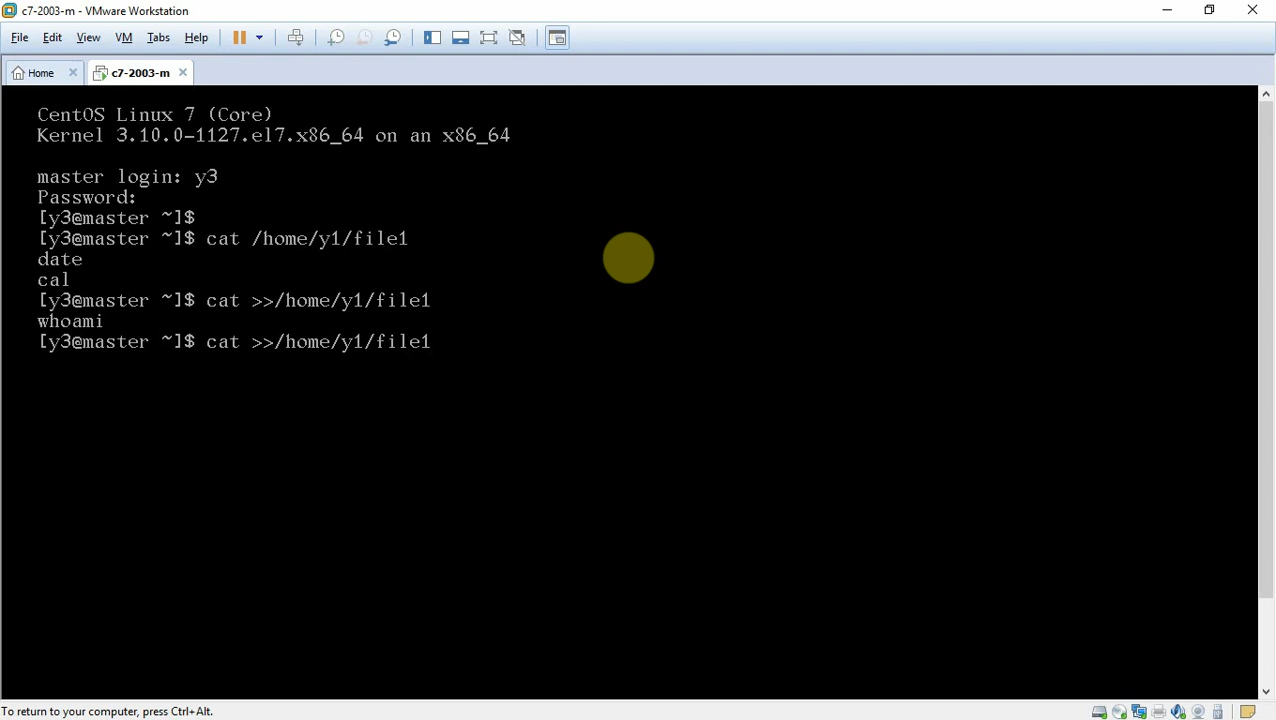 c7-2003-m - VMware Workstation
File Edit View VM Tabs Help
Home c7-2003-m
CentOS Linux 7 (Core)
Kernel 3.10.0-1127.el7.x86_64 on an x86_64
master login: y3
Password:
[y3@master ~]$
[y3@master ~]$ cat /home/y1/file1
date
cal
[y3@master ~]$ cat >>/home/y1/file1
whoami
[y3@master ~]$ cat >>/home/y1/file1
To return to your computer, press Ctrl+Alt.